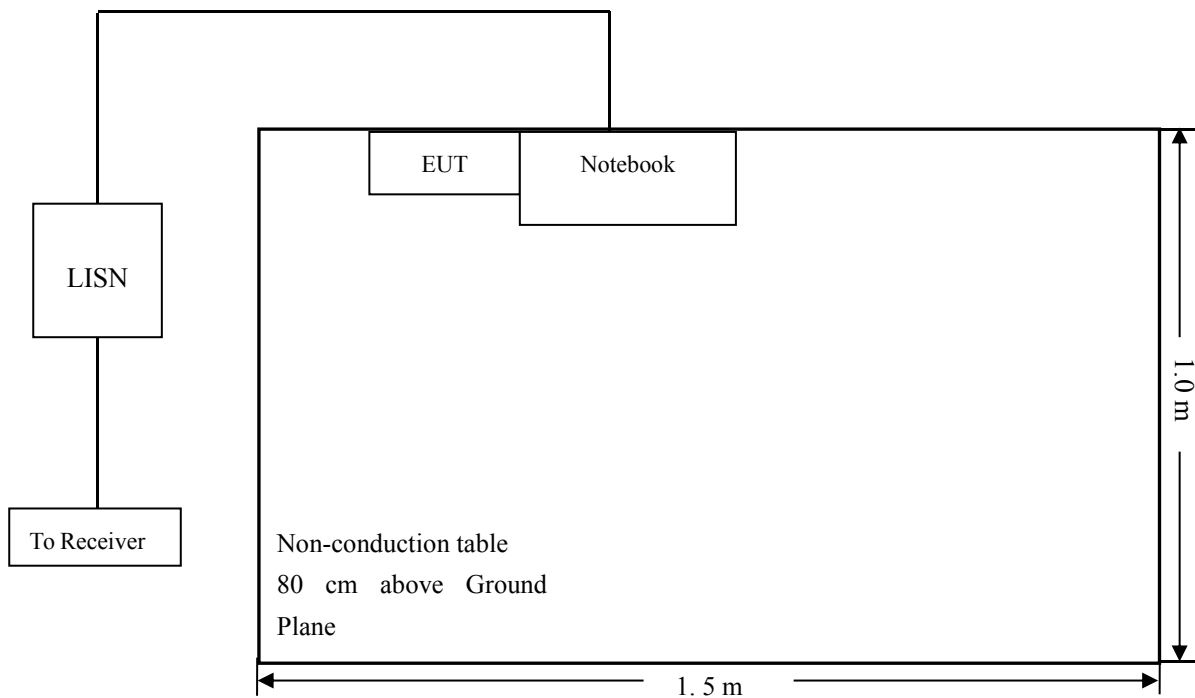 EUT
Notebook
LISN
1.0 m
To Receiver
Non-conduction table
80 cm above Ground
Plane
1. 5 m